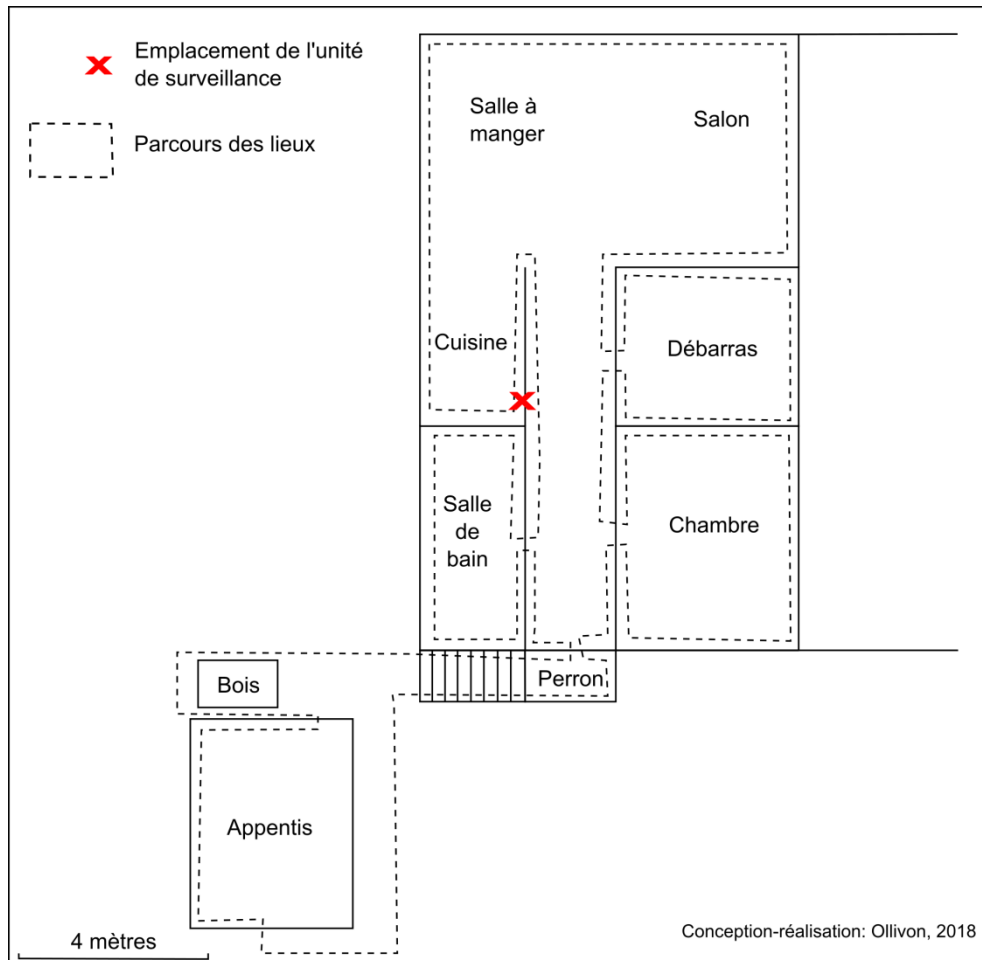 Emplacement de l'unité
de surveillance
Parcours des lieux
Salle à
manger
Salon
Cuisine
Débarras
Salle
de
bain
Chambre
Bois
Perron
Appentis
4 mètres
Conception-réalisation: Ollivon, 2018